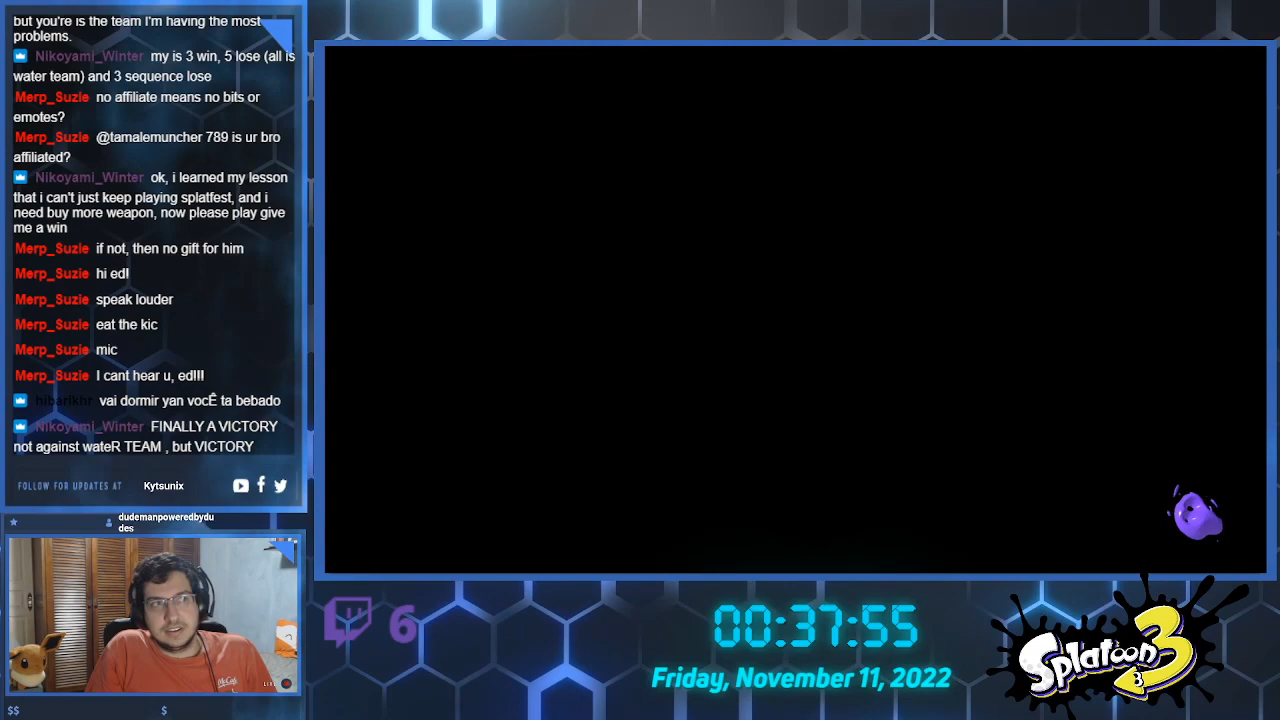 but you're is the team I'm having the most
problems.
Nikoyami_Winter my is 3 win, 5 lose (all is
water team) and 3 sequence lose
Merp_Suzie no affiliate means no bits or
emotes?
Merp_Suzie @tamalemuncher 789 is ur bro
affiliated?
Nikoyami_Winter ok, i learned my lesson
that i can't just keep playing splatfest, and i
need buy more weapon, now please play give
me a win
Merp_Suzie if not, then no gift for him
Merp_Suzie hi ed!
Merp_Suzie speak louder
Merp_Suzie eat the kic
Merp_Suzie mic
Merp_Suzie I cant hear u, ed!!!
hibarikhr vai dormir yan vocÊ ta bebado
Nikoyami_Winter FINALLY A VICTORY
not against wateR TEAM , but VICTORY
FOLLOW FOR UPDATES AT Kytsunix
dudemanpoweredbydu
des
6
00:37:55
Friday, November 11, 2022
Splatoon 3
$$ $